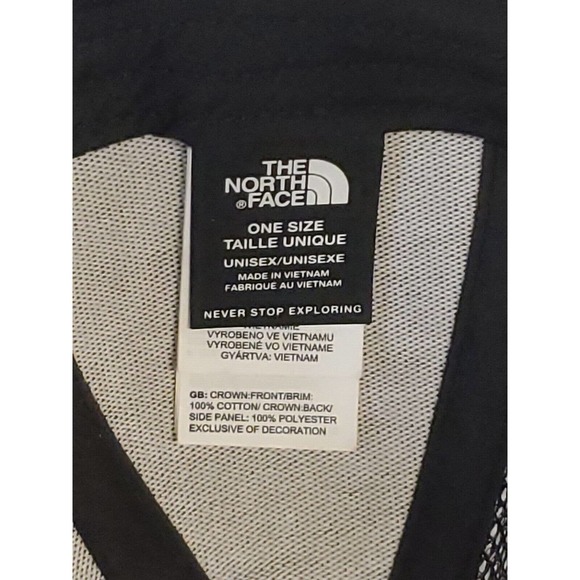 THE
NORTH
®FACE
ONE SIZE
TAILLE UNIQUE
UNISEX/UNISEXE
MADE IN VIETNAM
FABRIQUE AU VIETNAM
NEVER STOP EXPLORING
VYROBENO VE VIETNAMU
VYROBENÉ VO VIETNAME
GYÁRTVA: VIETNAM
GB: CROWN:FRONT/BRIM:
100% COTTON/ CROWN:BACK/
SIDE PANEL: 100% POLYESTER
EXCLUSIVE OF DECORATION